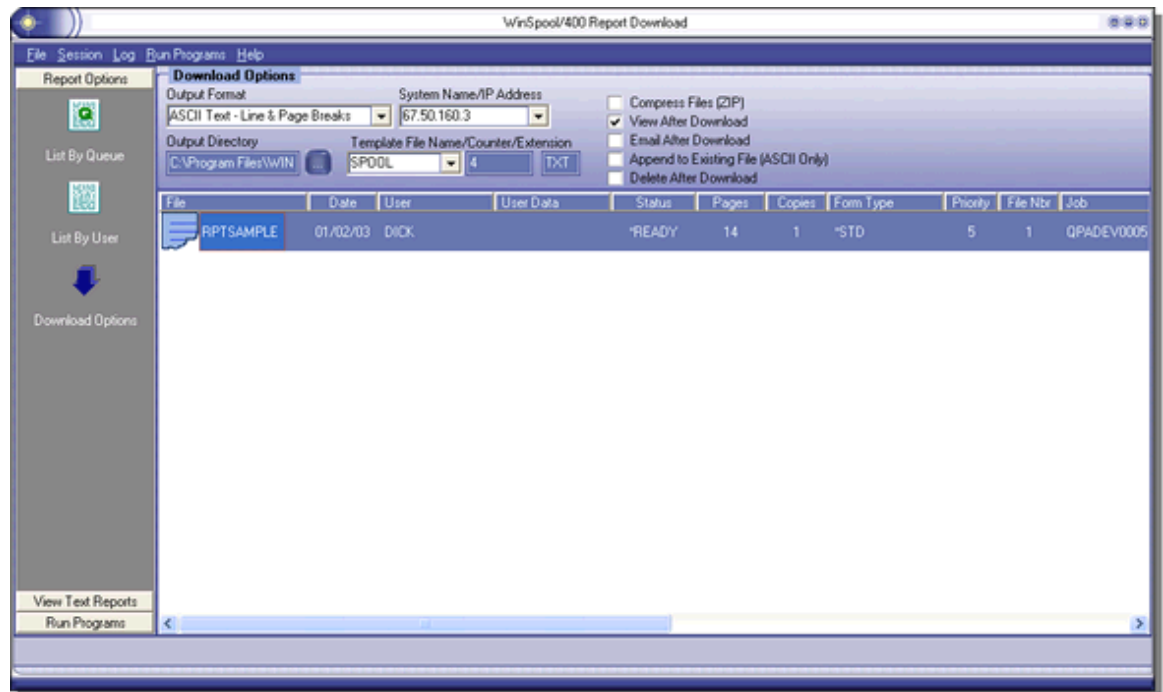 WinSpool/400 Report Download
File Session Log Run Programs Help
Report Options
List By Queue
List By User
Download Options
View Text Reports
Run Programs
Download Options
Output Format
System Name/IP Address
ASCII Text - Line & Page Breaks
67.50.160.3
Output Directory
Template File Name/Counter/Extension
C:\Program Files\WIN
...
SPOOL
4
TXT
Compress Files (ZIP)
View After Download
Email After Download
Append to Existing File (ASCII Only)
Delete After Download
File Date User User Data Status Pages Copies Form Type Priority File Nbr Job
RPTSAMPLE 01/02/03 DICK *READY 14 1 *STD 5 1 QPADEV0005